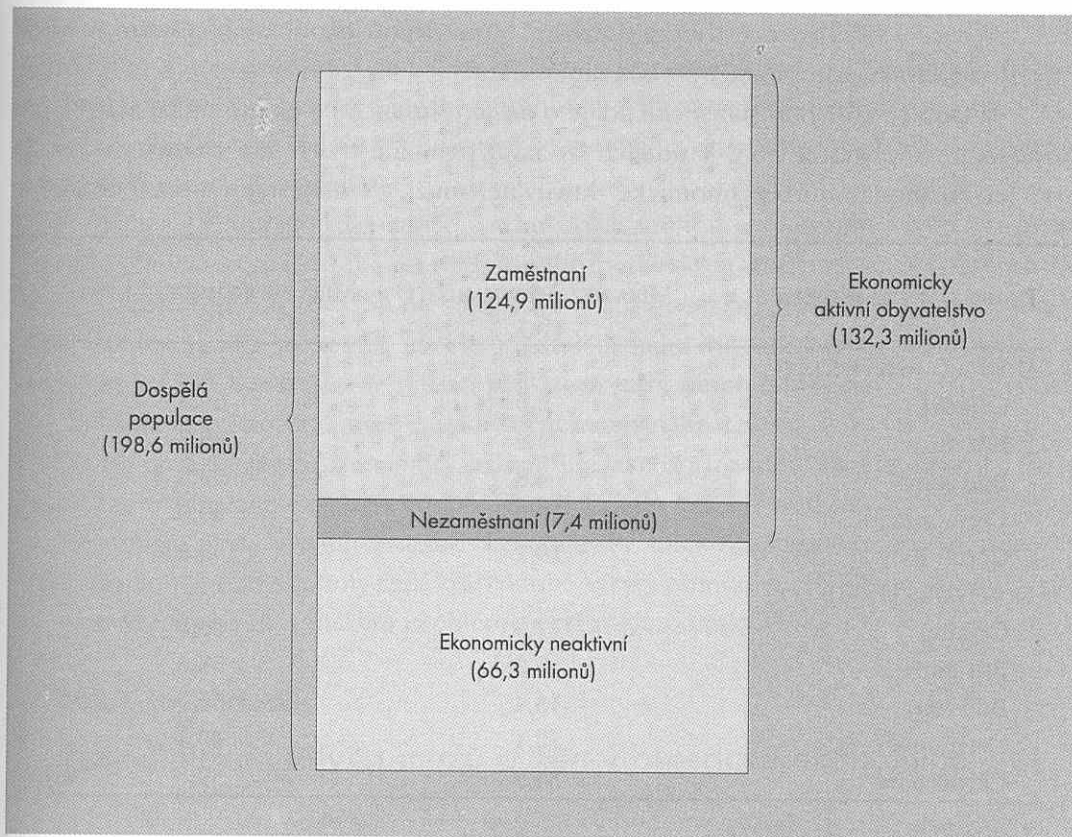 Zaměstnaní
(124,9 milionů)
Ekonomicky
aktivní obyvatelstvo
(132,3 milionů)
Dospělá
populace
(198,6 milionů)
Nezaměstnaní (7,4 milionů)
Ekonomicky neaktivní
(66,3 milionů)